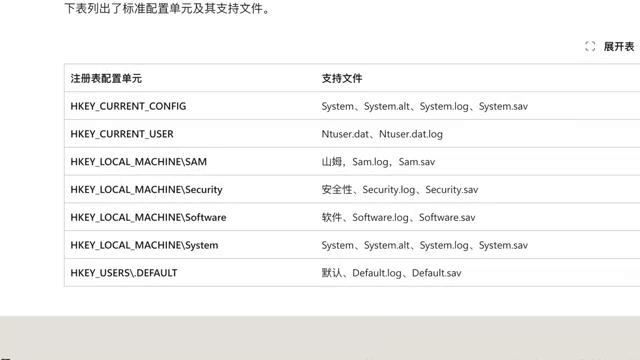 下表列出了标准配置单元及其支持文件。
展开表
注册表配置单元 支持文件
HKEY_CURRENT_CONFIG System、System.alt、System.log、System.sav
HKEY_CURRENT_USER Ntuser.dat、Ntuser.dat.log
HKEY_LOCAL_MACHINE\SAM 山姆，Sam.log，Sam.sav
HKEY_LOCAL_MACHINE\Security 安全性、Security.log、Security.sav
HKEY_LOCAL_MACHINE\Software 软件、Software.log、Software.sav
HKEY_LOCAL_MACHINE\System System、System.alt、System.log、System.sav
HKEY_USERS\.DEFAULT 默认、Default.log、Default.sav